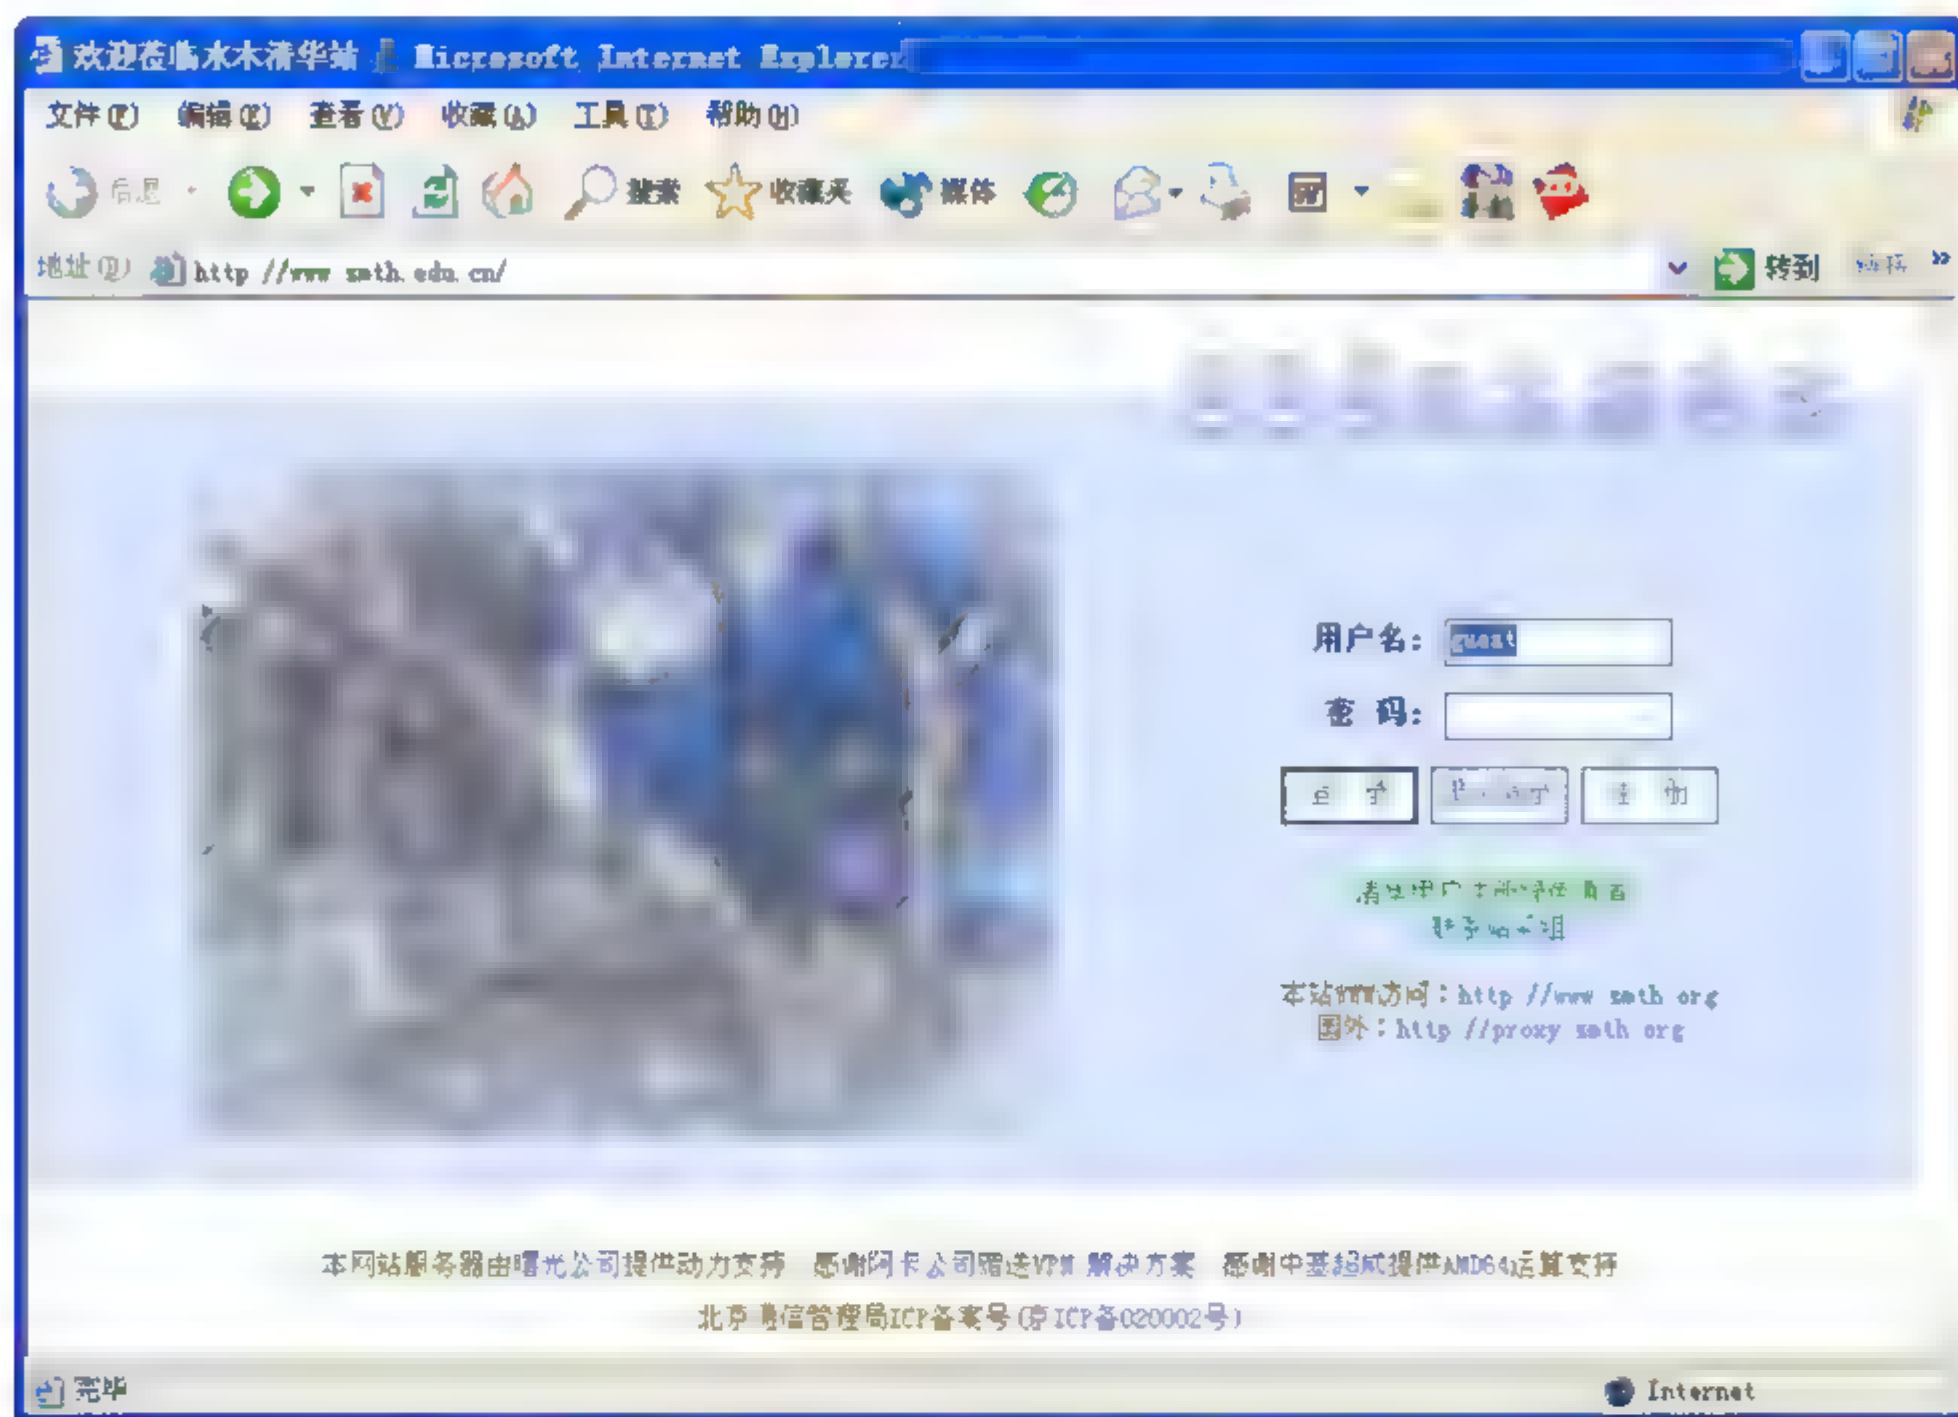 欢迎莅临水木清华站 - Microsoft Internet Explorer
文件(F) 编辑(E) 查看(V) 收藏(A) 工具(T) 帮助(H)
后退 搜索 收藏夹 媒体
地址(D) http://www.smth.edu.cn/ 转到 链接 »
用户名: guest
密 码:
本站WWW访问:http://www.smth.org
国外:http://proxy.smth.org
本网站服务器由曙光公司提供动力支持 感谢阿卡公司赠送VPN 解决方案 感谢中基超威提供AMD64运算支持
北京通信管理局ICP备案号(京ICP备020002号)
完毕 Internet